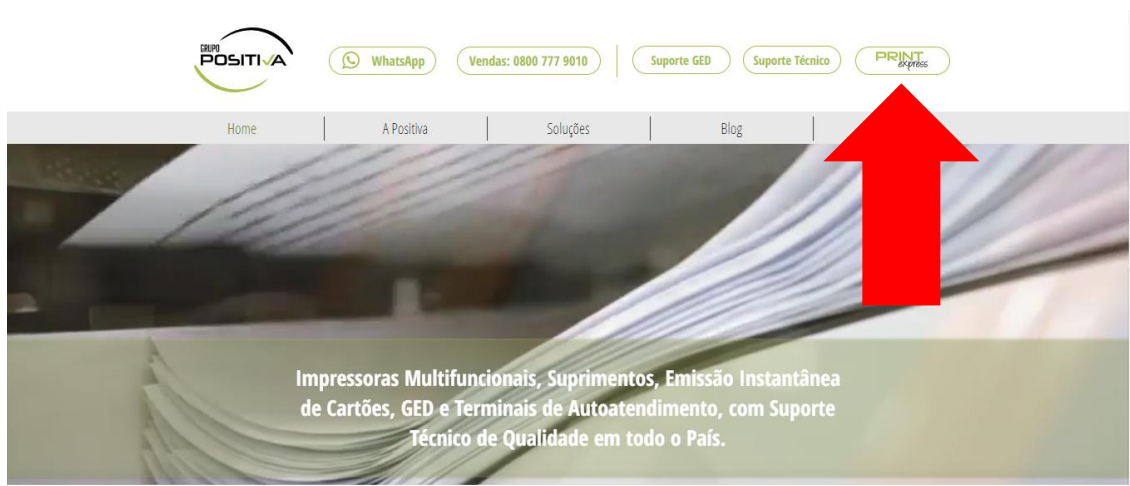 GRUPO
POSITIVA
WhatsApp
Vendas: 0800 777 9010
Suporte GED
Suporte Técnico
PRINT
express
Home
A Positiva
Soluções
Blog
Impressoras Multifuncionais, Suprimentos, Emissão Instantânea
de Cartões, GED e Terminais de Autoatendimento, com Suporte
Técnico de Qualidade em todo o País.